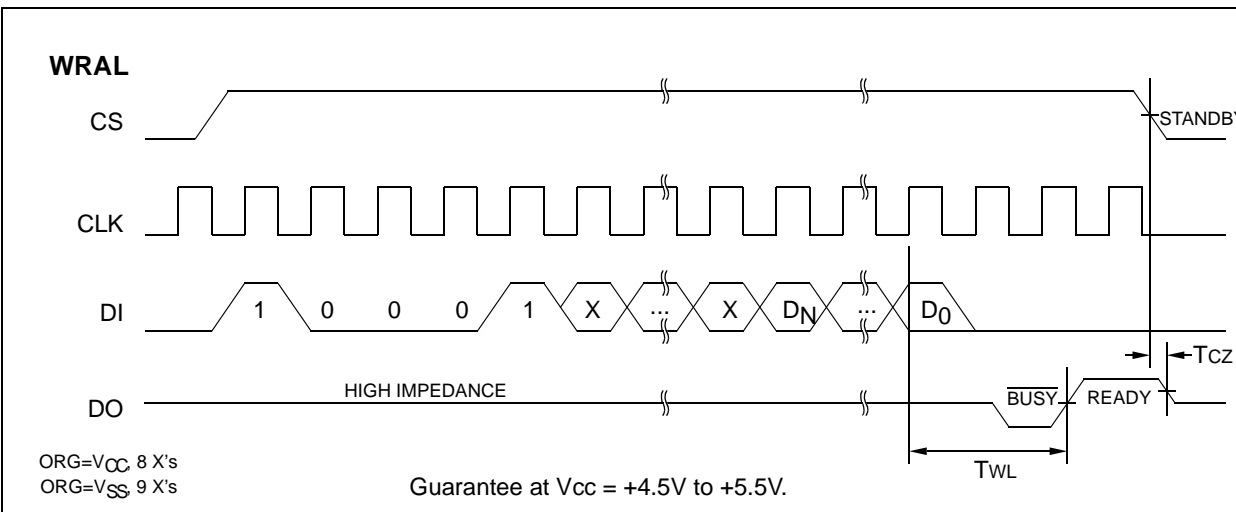 WRAL
CS
STANDBY
CLK
DI 1 0 0 0 1 X ... X DN ... D0
TCZ
DO HIGH IMPEDANCE BUSY READY
TWL
ORG=VCC, 8 X's
ORG=VSS, 9 X's
Guarantee at Vcc = +4.5V to +5.5V.